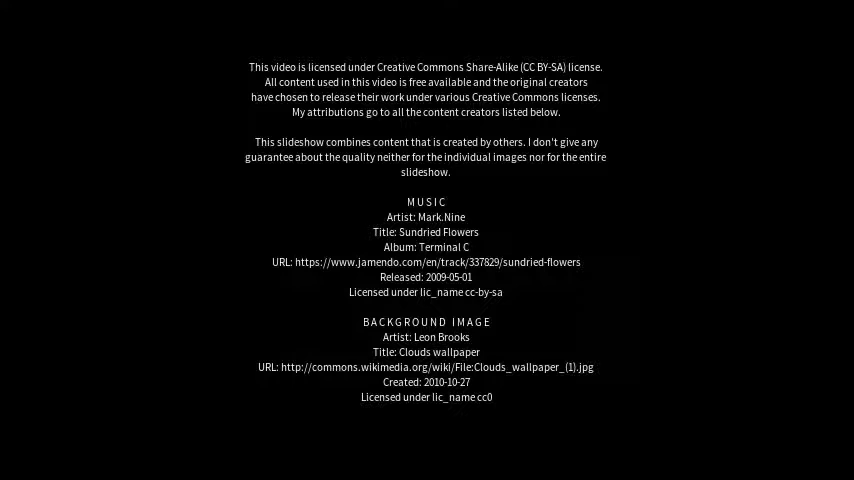 This video is licensed under Creative Commons Share-Alike (CC BY-SA) license.
All content used in this video is free available and the original creators
have chosen to release their work under various Creative Commons licenses.
My attributions go to all the content creators listed below.
This slideshow combines content that is created by others. I don't give any
guarantee about the quality neither for the individual images nor for the entire
slideshow.
MUSIC
Artist: Mark.Nine
Title: Sundried Flowers
Album: Terminal C
URL: https://www.jamendo.com/en/track/337829/sundried-flowers
Released: 2009-05-01
Licensed under lic_name cc-by-sa
BACKGROUND IMAGE
Artist: Leon Brooks
Title: Clouds wallpaper
URL: http://commons.wikimedia.org/wiki/File:Clouds_wallpaper_(1).jpg
Created: 2010-10-27
Licensed under lic_name cc0